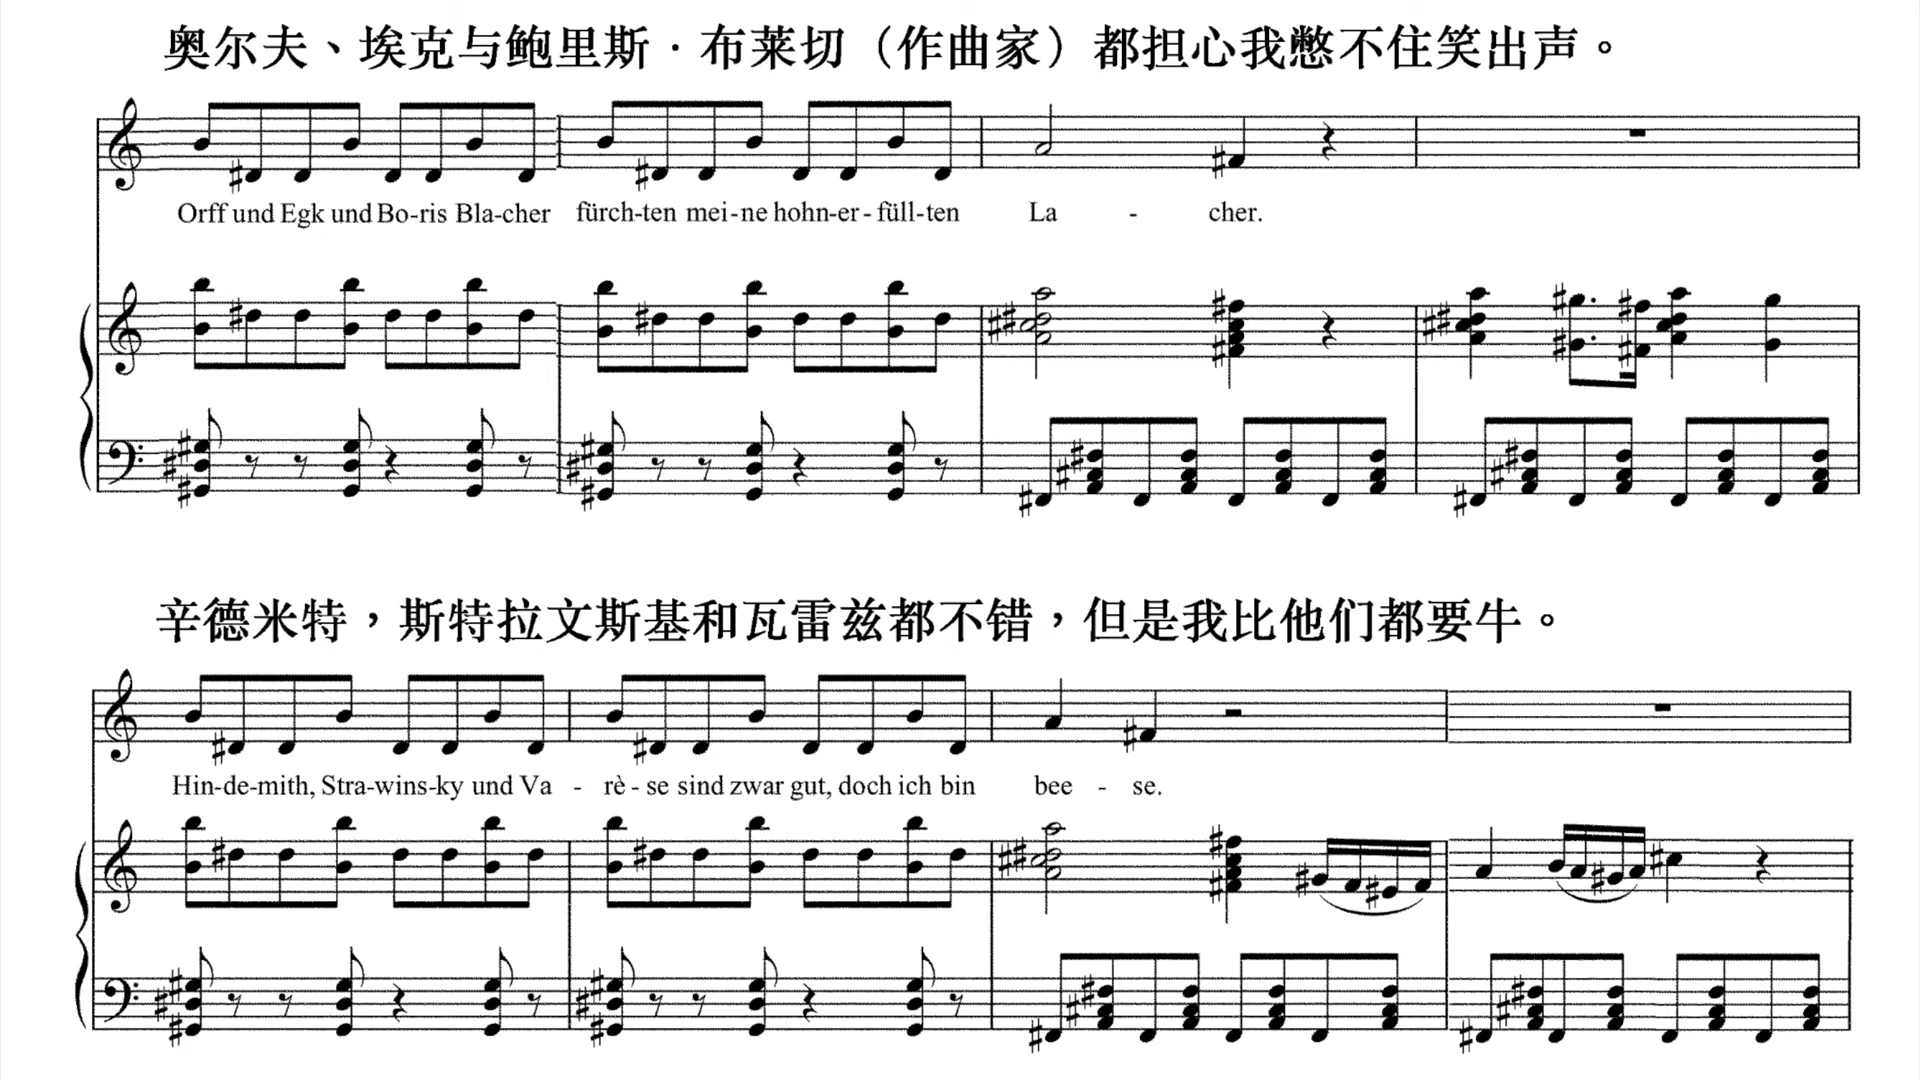 奥尔夫、埃克与鲍里斯·布莱切（作曲家）都担心我憋不住笑出声。
Orff und Egk und Bo-ris Bla-cher fürch-ten mei-ne hohn-er-füll-ten La - cher.
辛德米特，斯特拉文斯基和瓦雷兹都不错，但是我比他们都要牛。
Hin-de-mith, Stra-wins-ky und Va - rè-se sind zwar gut, doch ich bin bee - se.